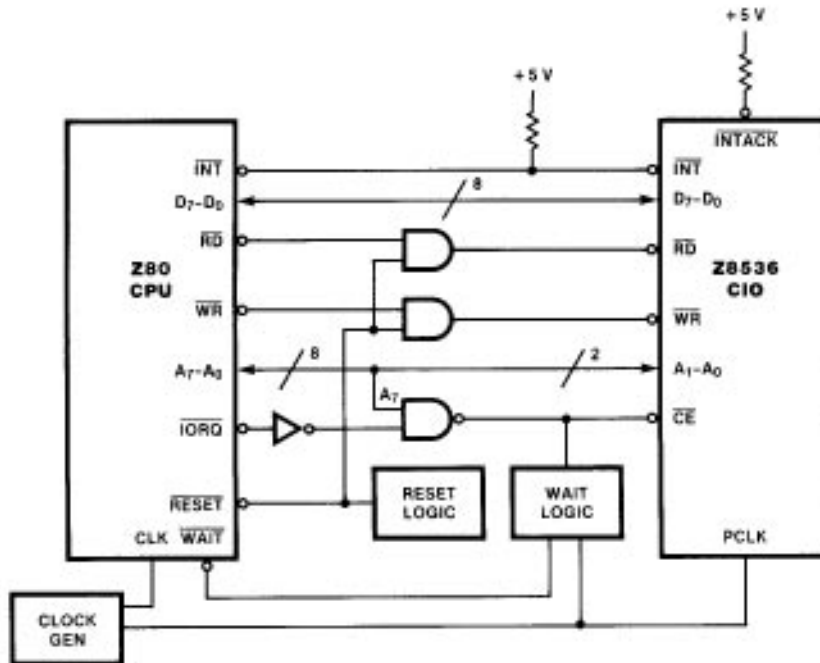 +5 V
+5 V
INTACK
INT
INT
8
D7-D0
D7-D0
RD
RD
Z80
CPU
Z8536
CIO
WR
WR
8
2
A7-A0
A1-A0
A7
IORQ
CE
RESET
RESET
LOGIC
WAIT
LOGIC
CLK WAIT
PCLK
CLOCK
GEN